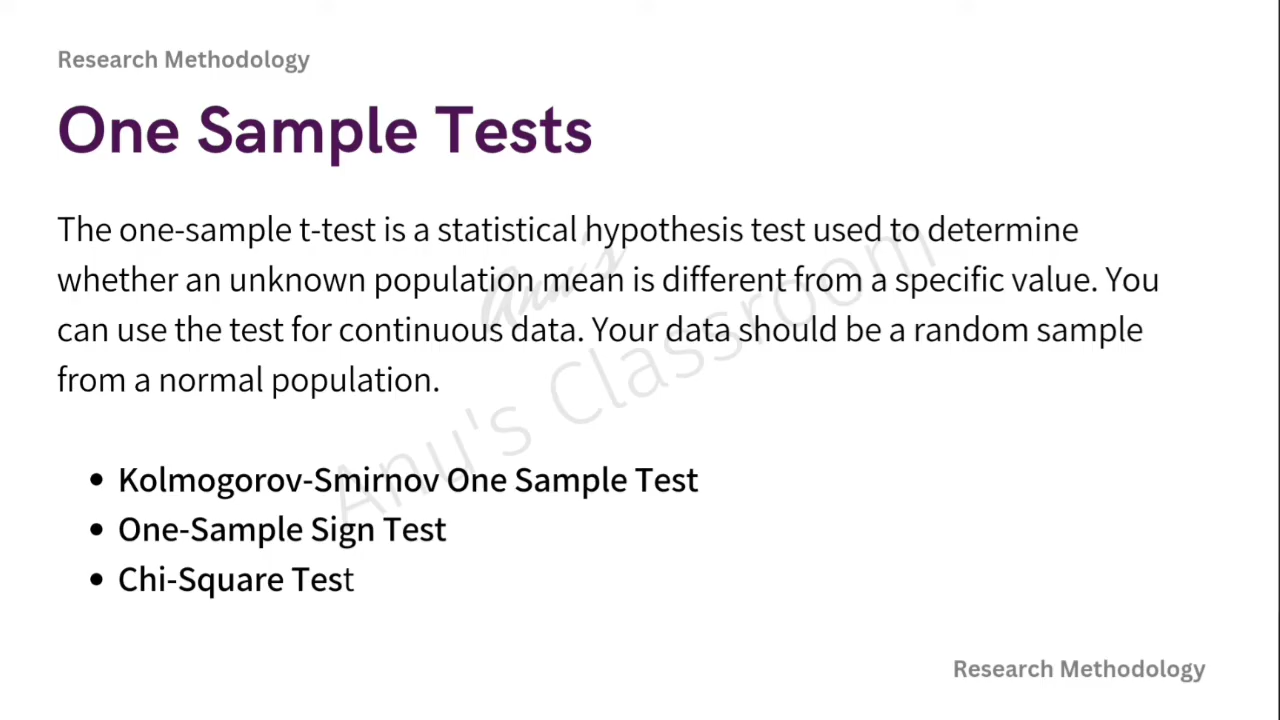 Research Methodology
One Sample Tests
The one-sample t-test is a statistical hypothesis test used to determine
whether an unknown population mean is different from a specific value. You
can use the test for continuous data. Your data should be a random sample
from a normal population.
Anu's
Anu's Classroom
• Kolmogorov-Smirnov One Sample Test
• One-Sample Sign Test
• Chi-Square Test
Research Methodology